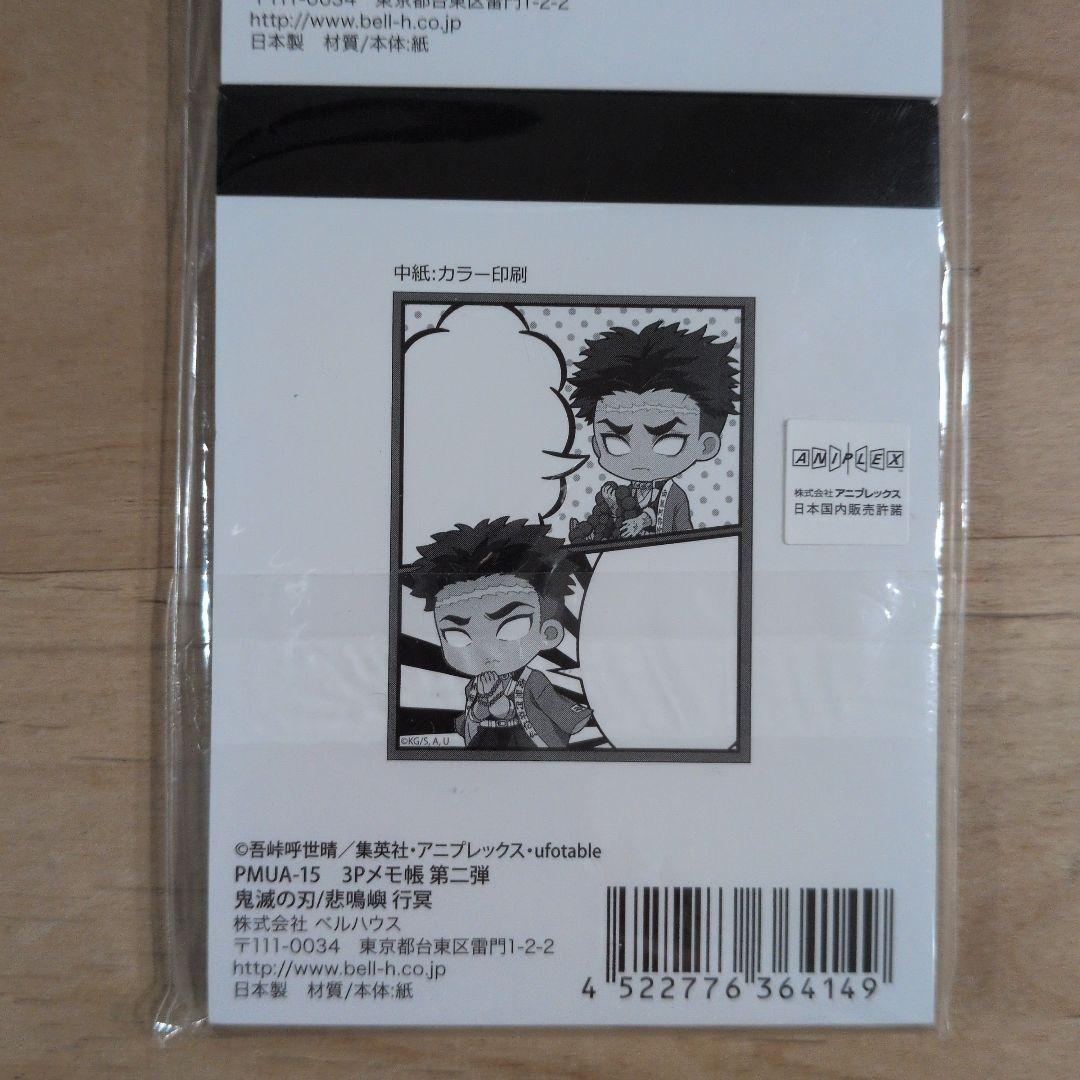 〒111-0034 東京都台東区雷門1-2-2
http://www.bell-h.co.jp
日本製 材質/本体:紙
中紙:カラー印刷
ANIPLEX
株式会社 アニプレックス
日本国内販売許諾
©KG/S, A, U
©吾峠呼世晴／集英社・アニプレックス・ufotable
PMUA-15 3Pメモ帳 第二弾
鬼滅の刃/悲鳴嶼 行冥
株式会社 ベルハウス
〒111-0034 東京都台東区雷門1-2-2
http://www.bell-h.co.jp
日本製 材質/本体:紙
4 522776 364149